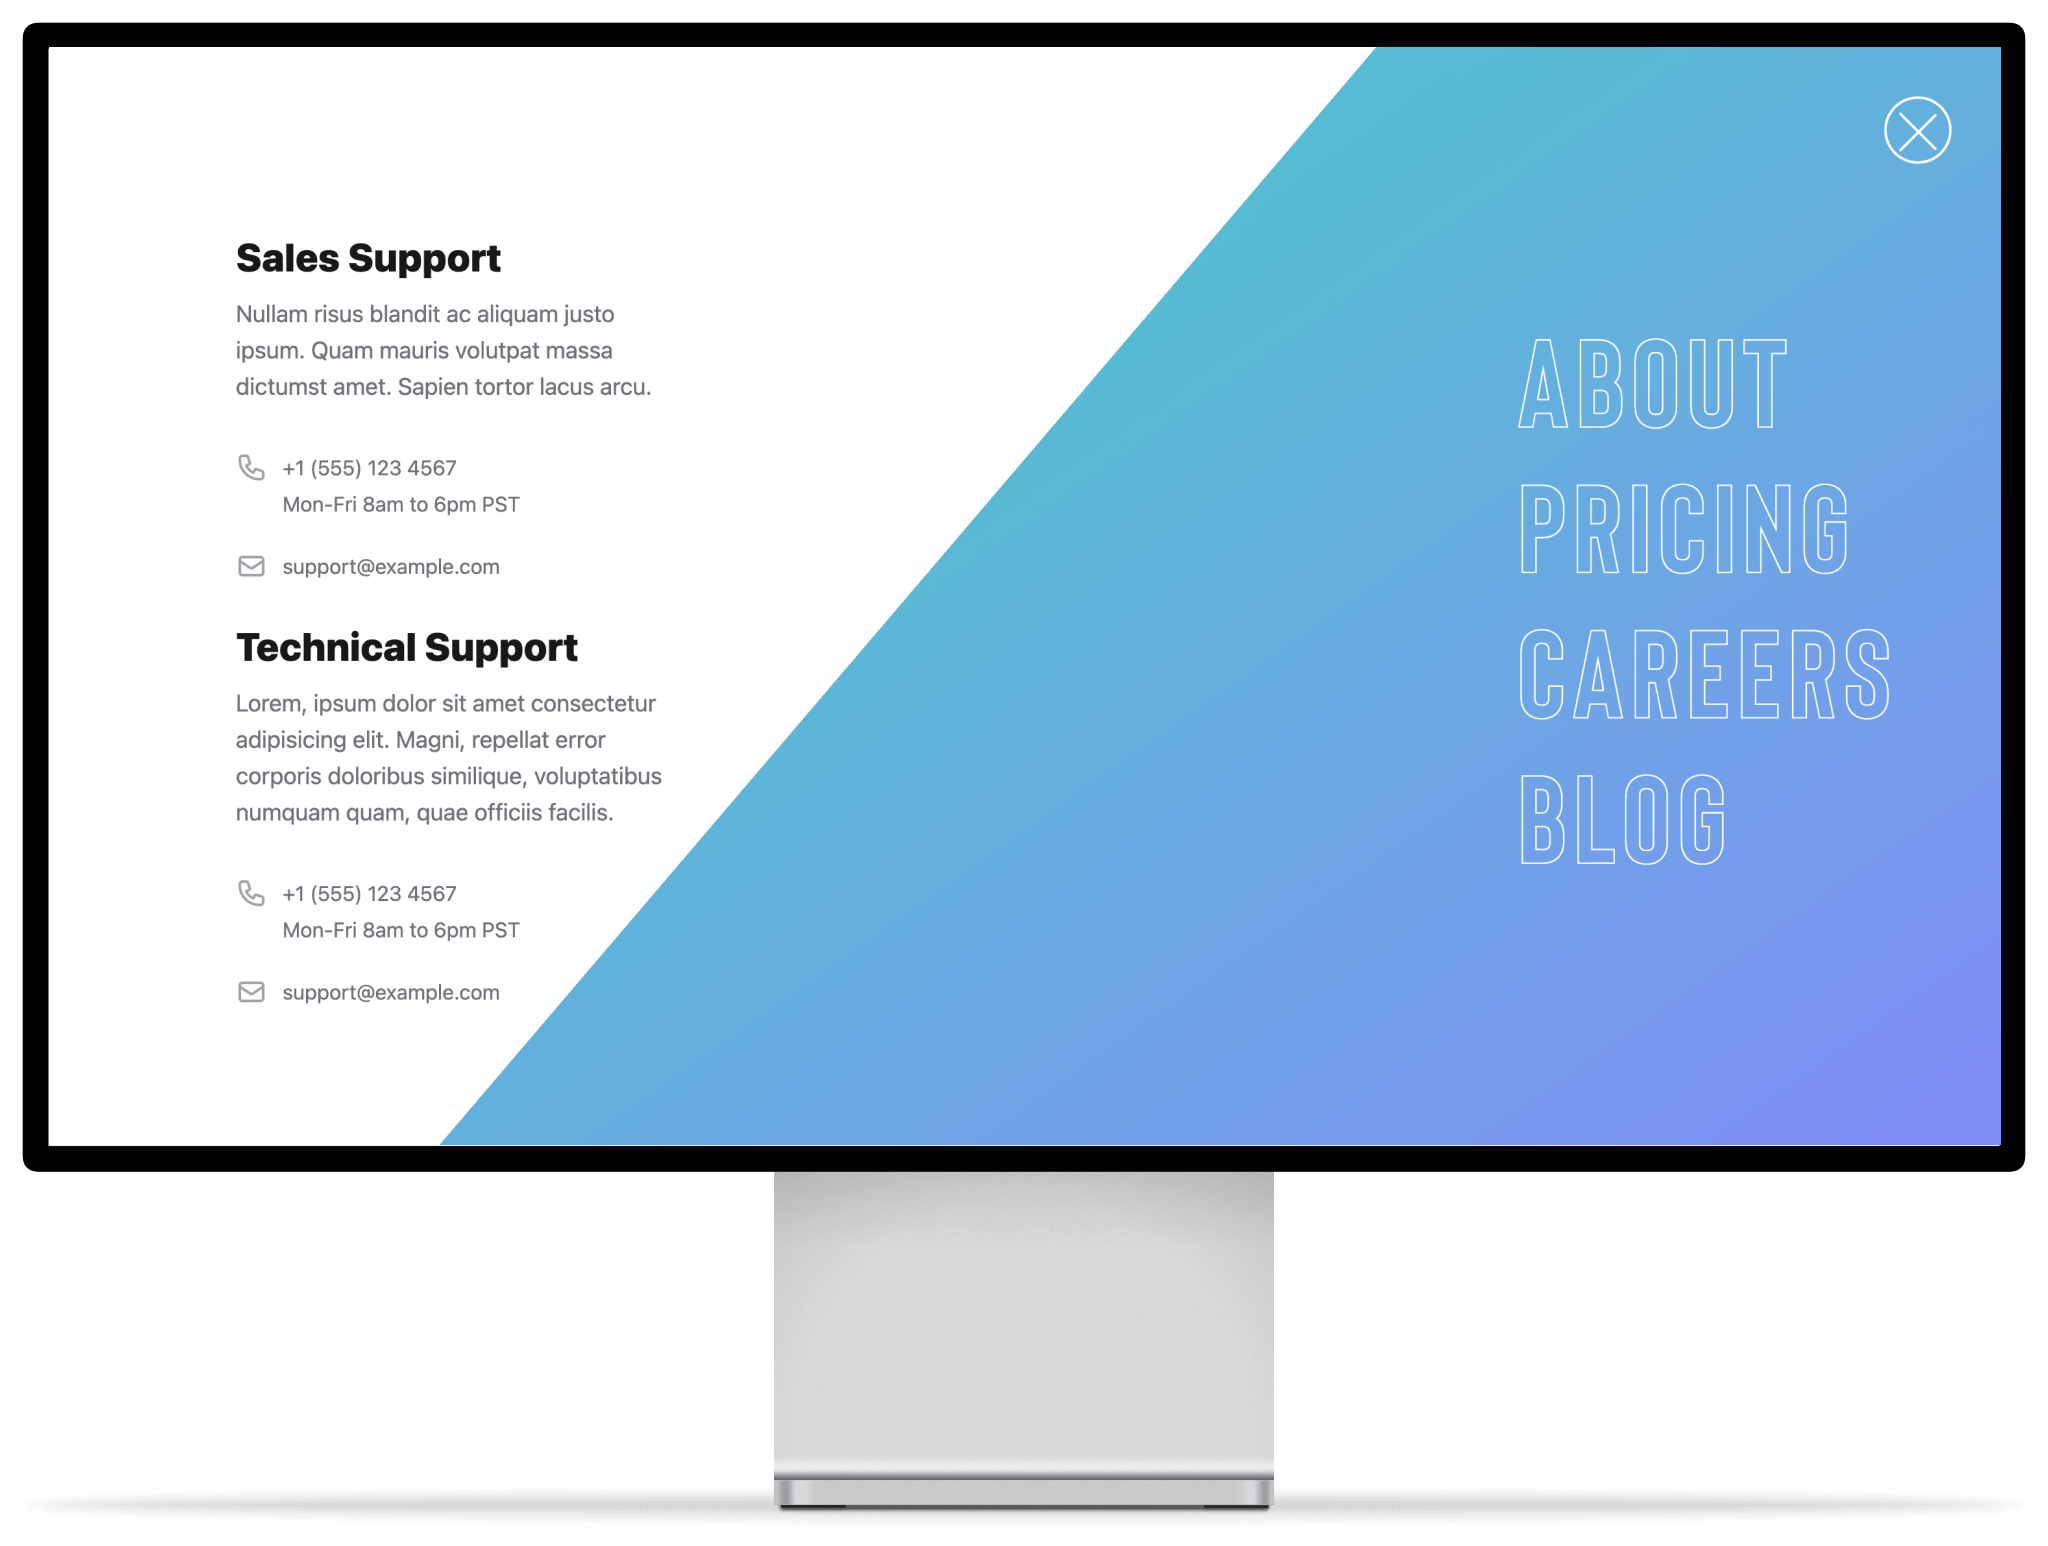 Sales Support
Nullam risus blandit ac aliquam justo
ipsum. Quam mauris volutpat massa
dictumst amet. Sapien tortor lacus arcu.
+1 (555) 123 4567
Mon-Fri 8am to 6pm PST
support@example.com
Technical Support
Lorem, ipsum dolor sit amet consectetur
adipisicing elit. Magni, repellat error
corporis doloribus similique, voluptatibus
numquam quam, quae officiis facilis.
+1 (555) 123 4567
Mon-Fri 8am to 6pm PST
support@example.com
ABOUT
PRICING
CAREERS
BLOG